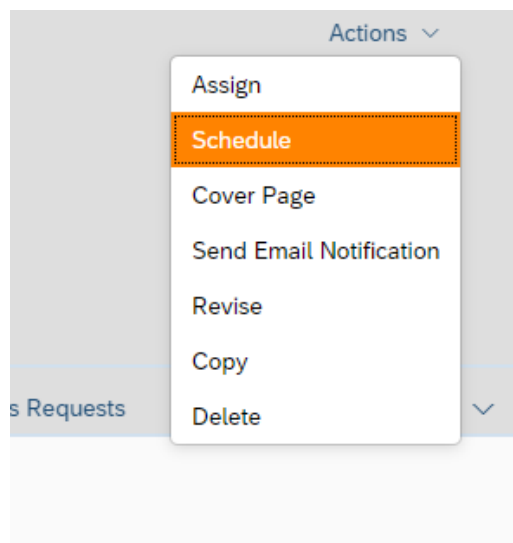 Actions
Assign
Schedule
Cover Page
Send Email Notification
Revise
Copy
s Requests
Delete